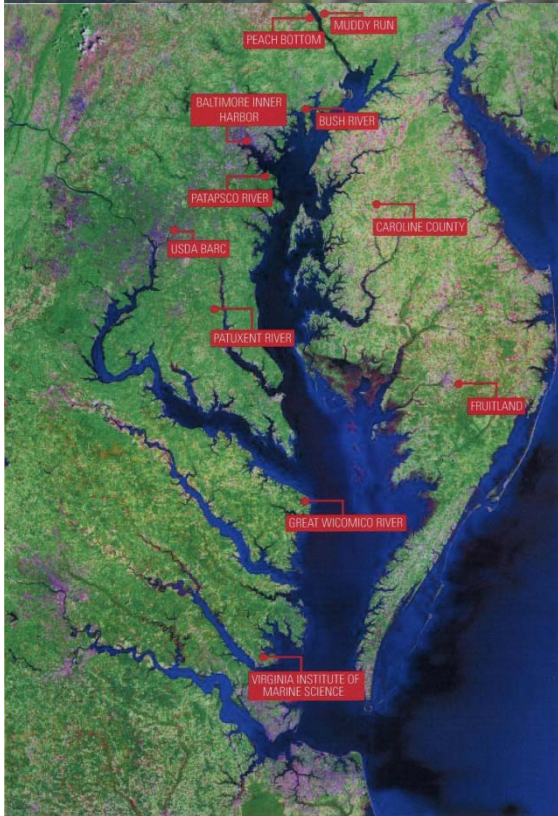 MUDDY RUN
PEACH BOTTOM
BALTIMORE INNER
HARBOR
BUSH RIVER
PATAPSCO RIVER
CAROLINE COUNTY
USDA BARC
PATUXENT RIVER
FRUITLAND
GREAT WICOMICO RIVER
VIRGINIA INSTITUTE OF
MARINE SCIENCE